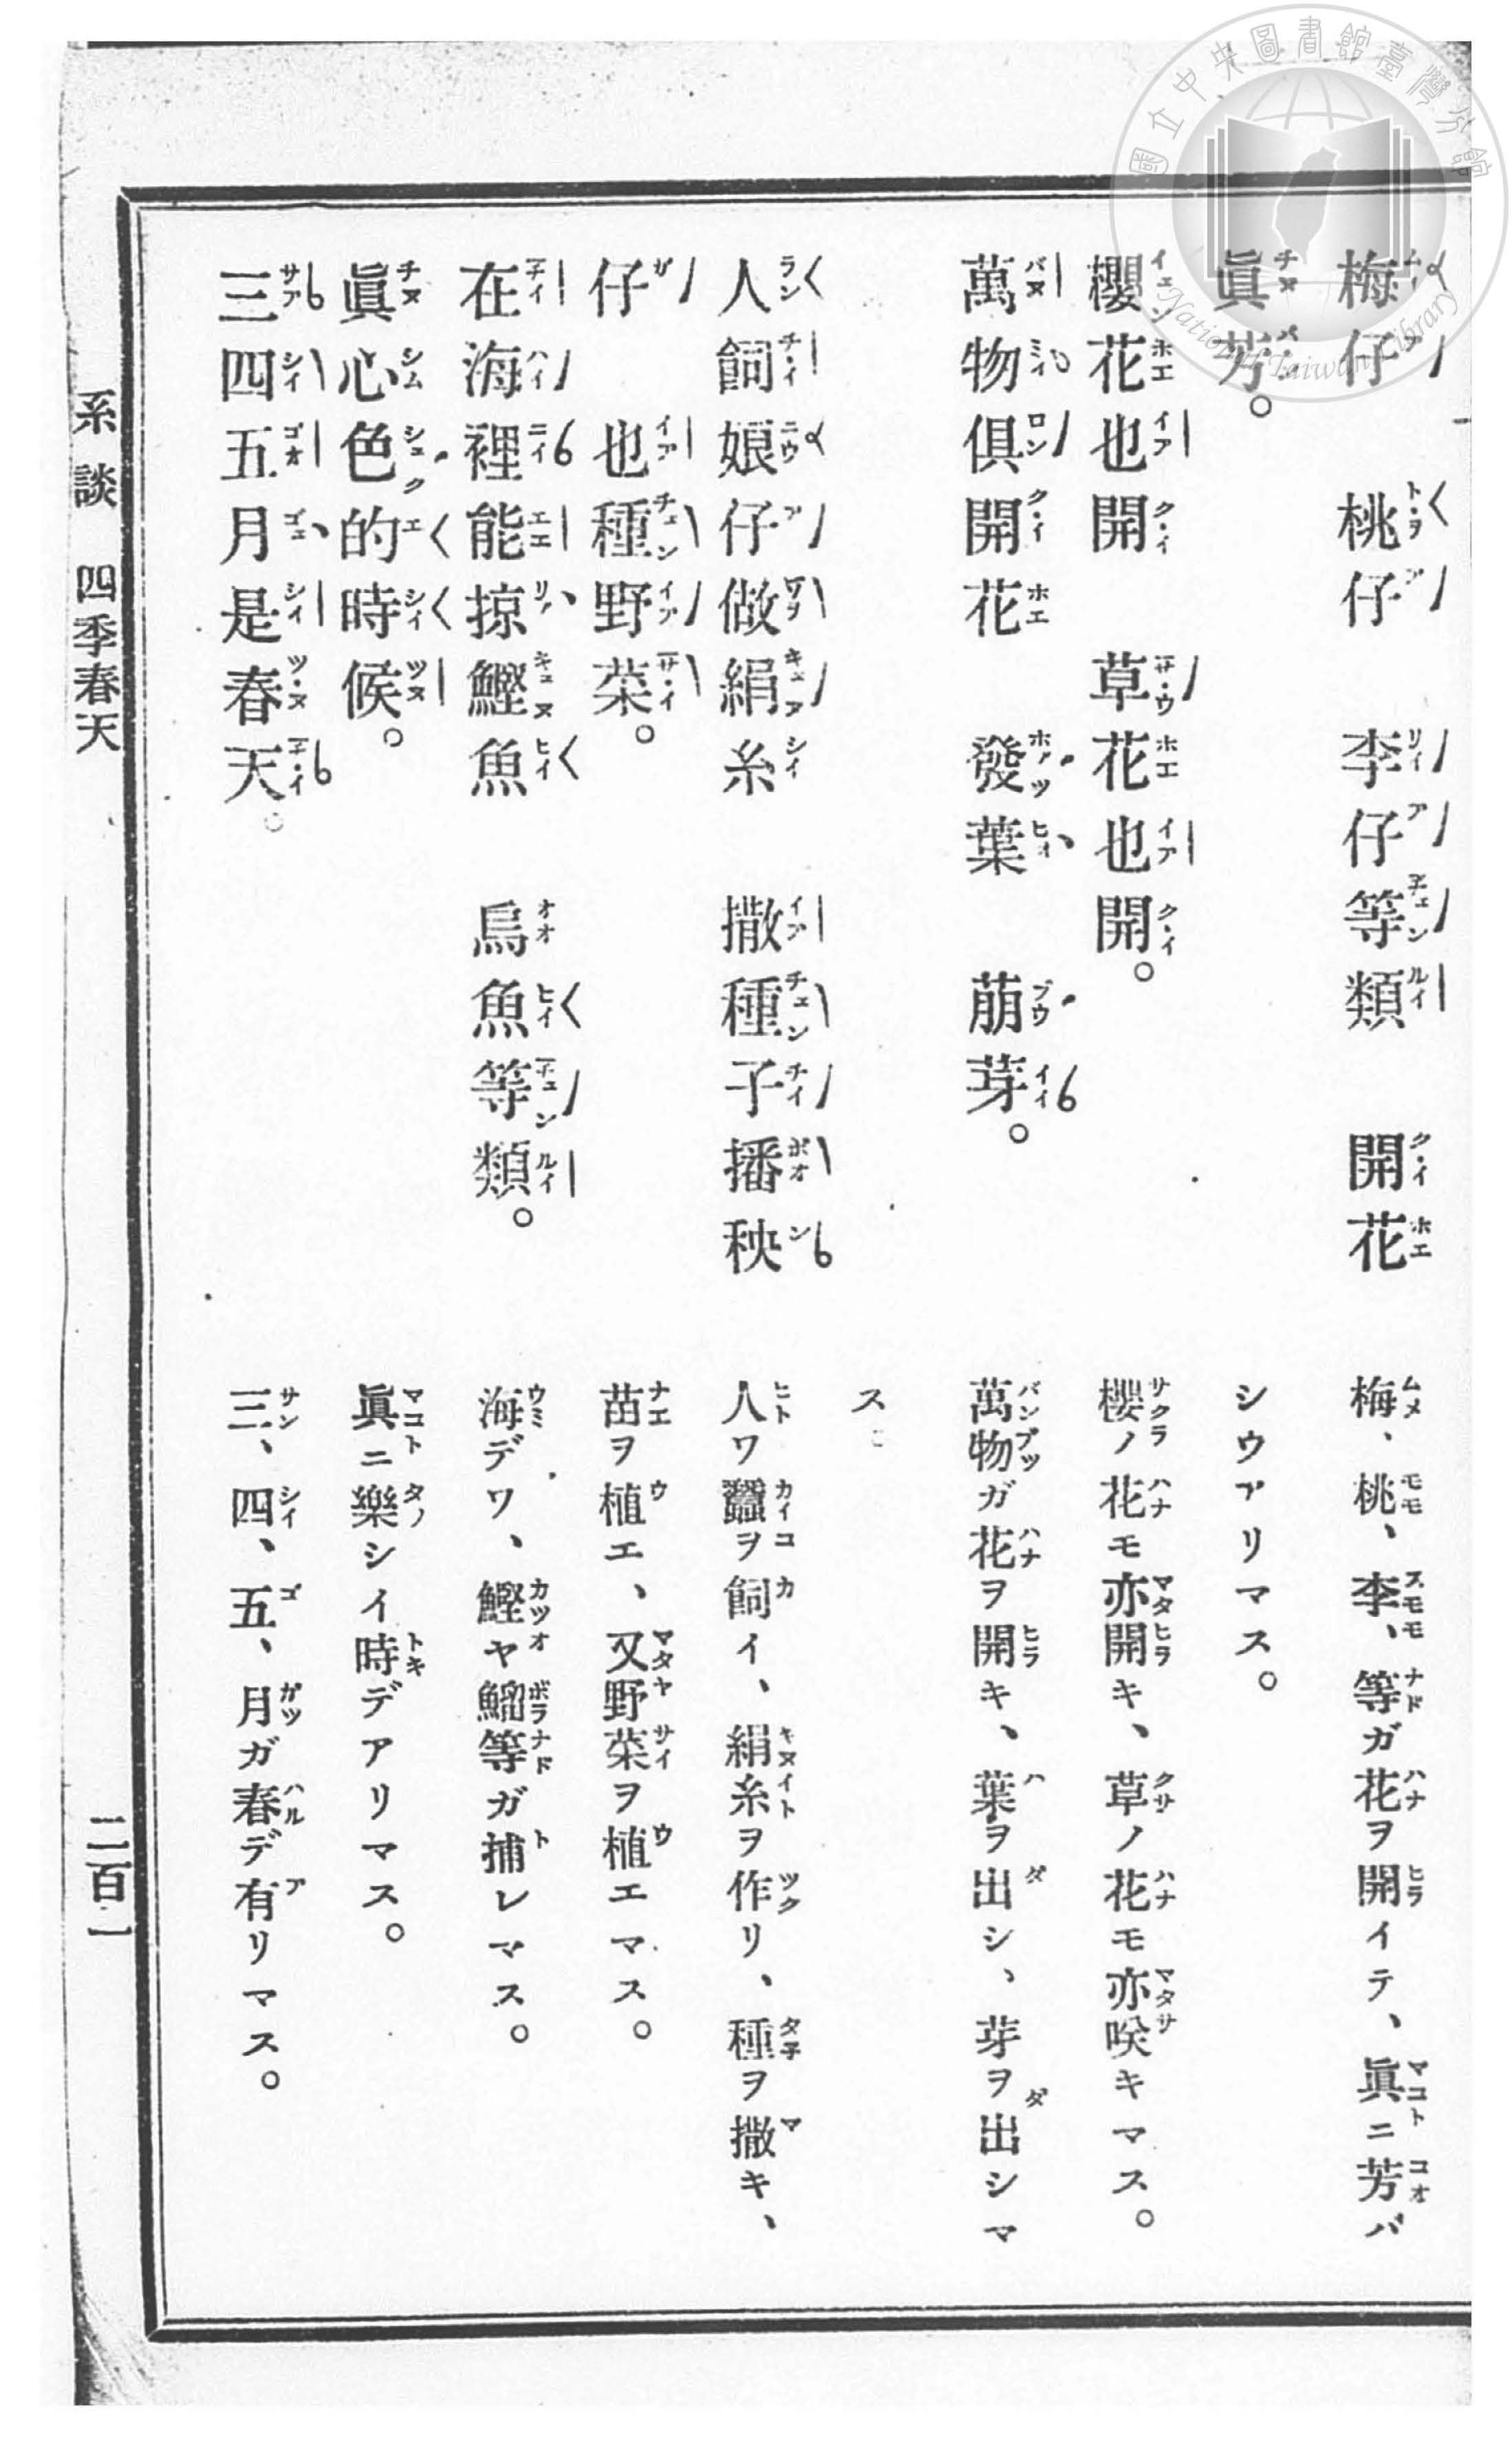 國立中央圖書館臺灣分館
National Taiwan Library
梅仔　桃仔　李仔等類　開花
眞芳。
櫻花也開　草花也開。
萬物俱開花　發葉　萠芽。
人飼娘仔做絹糸　撒種子播秧
仔　也種野菜。
在海裡能掠鰹魚　烏魚等類。
眞心色的時候。
三四五月是春天。
梅、桃、李、等ガ花ヲ開イテ、眞ニ芳バ
シウアリマス。
櫻ノ花モ亦開キ、草ノ花モ亦咲キマス。
萬物ガ花ヲ開キ、葉ヲ出シ、芽ヲ出シマ
ス。
人ワ蠶ヲ飼イ、絹糸ヲ作リ、種ヲ撒キ、
苗ヲ植エ、又野菜ヲ植エマス。
海デワ、鰹ヤ鰡等ガ捕レマス。
眞ニ樂シイ時デアリマス。
三、四、五、月ガ春デ有リマス。
系談　四季春天
二百一